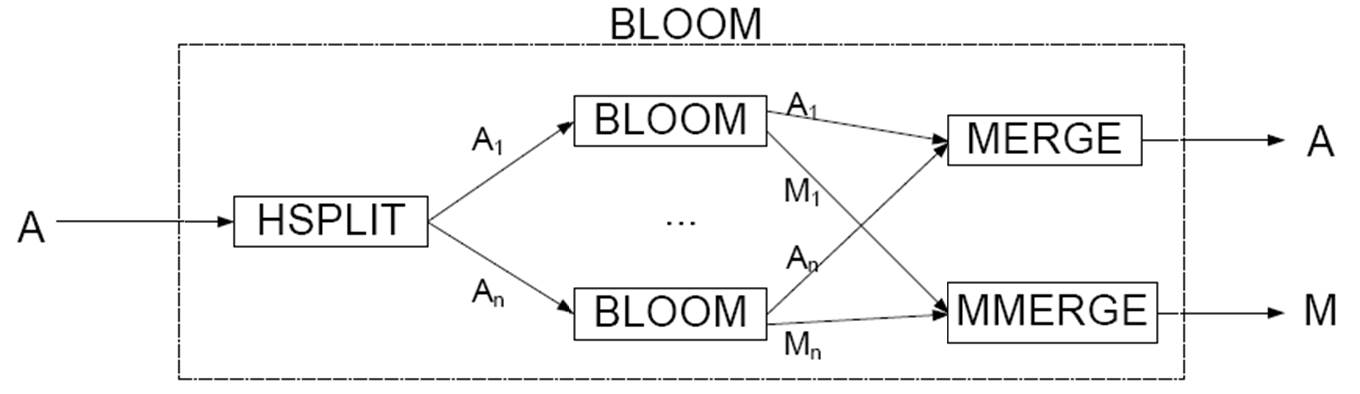 BLOOM
A
HSPLIT
A1
An
BLOOM
...
BLOOM
A1
M1
An
Mn
MERGE
MMERGE
A
M